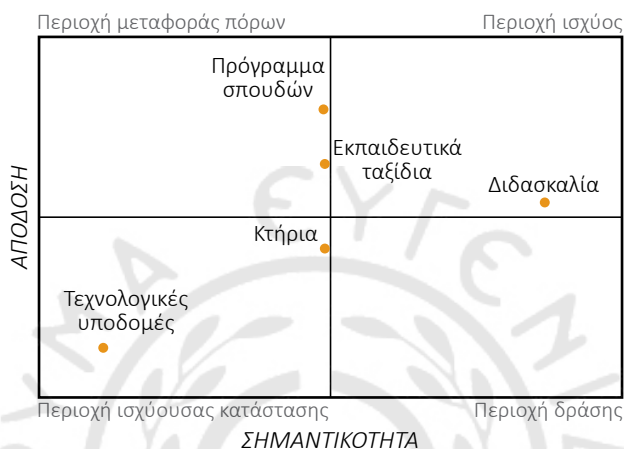 Περιοχή μεταφοράς πόρων
Περιοχή ισχύος
Πρόγραμμα
σπουδών
Εκπαιδευτικά
ταξίδια
Διδασκαλία
ΑΠΟΔΟΣΗ
Κτήρια
Τεχνολογικές
υποδομές
Περιοχή ισχύουσας κατάστασης
Περιοχή δράσης
ΣΗΜΑΝΤΙΚΟΤΗΤΑ